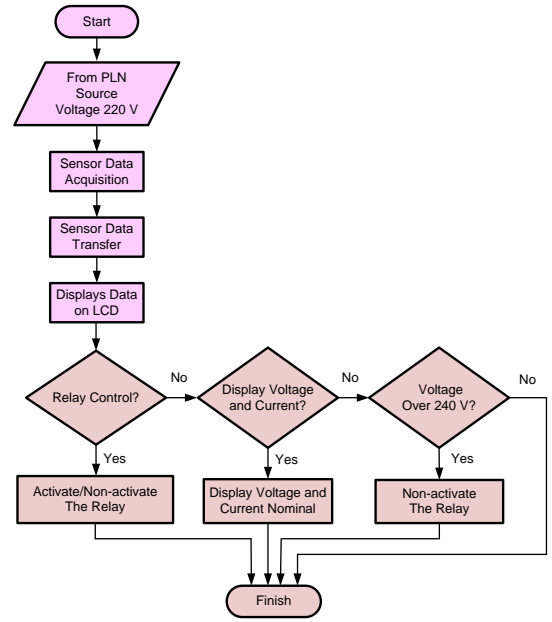 Start
From PLN
Source
Voltage 220 V
Sensor Data
Acquisition
Sensor Data
Transfer
Displays Data
on LCD
Relay Control?
No
Display Voltage
and Current?
No
Voltage
Over 240 V?
No
Yes
Yes
Yes
Activate/Non-activate
The Relay
Display Voltage and
Current Nominal
Non-activate
The Relay
Finish